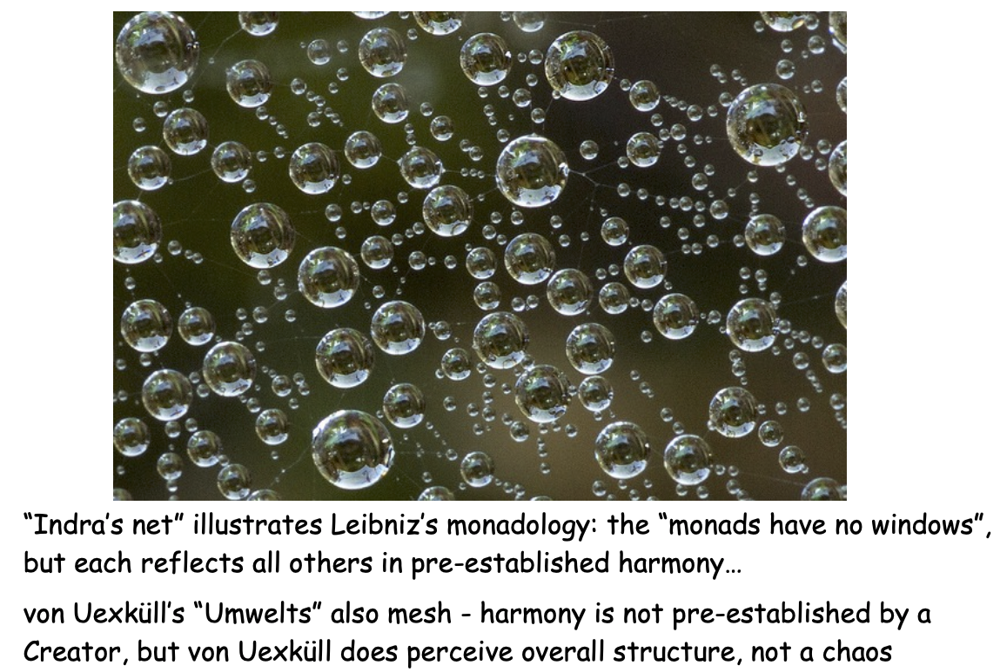 “Indra’s net” illustrates Leibniz’s monadology: the “monads have no windows”,
but each reflects all others in pre-established harmony…
von Uexküll’s “Umwelts” also mesh - harmony is not pre-established by a
Creator, but von Uexküll does perceive overall structure, not a chaos